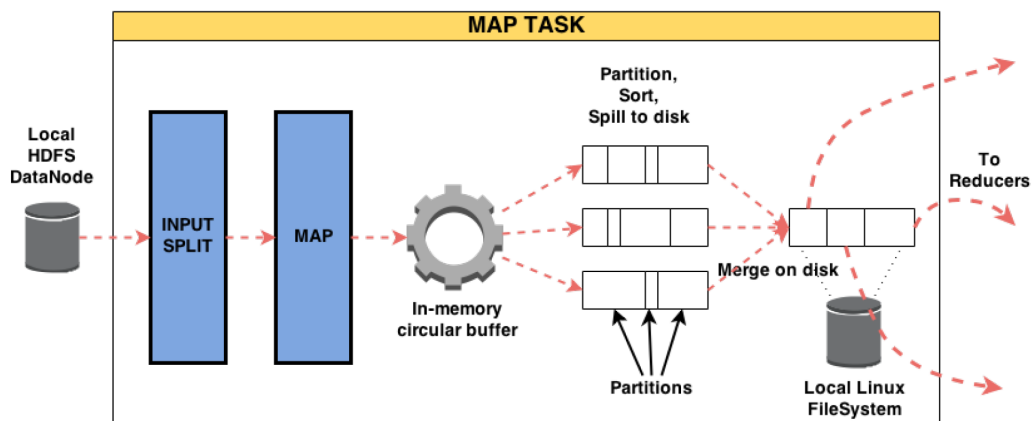 MAP TASK
Local
HDFS
DataNode
INPUT
SPLIT
MAP
In-memory
circular buffer
Partition,
Sort,
Spill to disk
Partitions
Merge on disk
Local Linux
FileSystem
To
Reducers